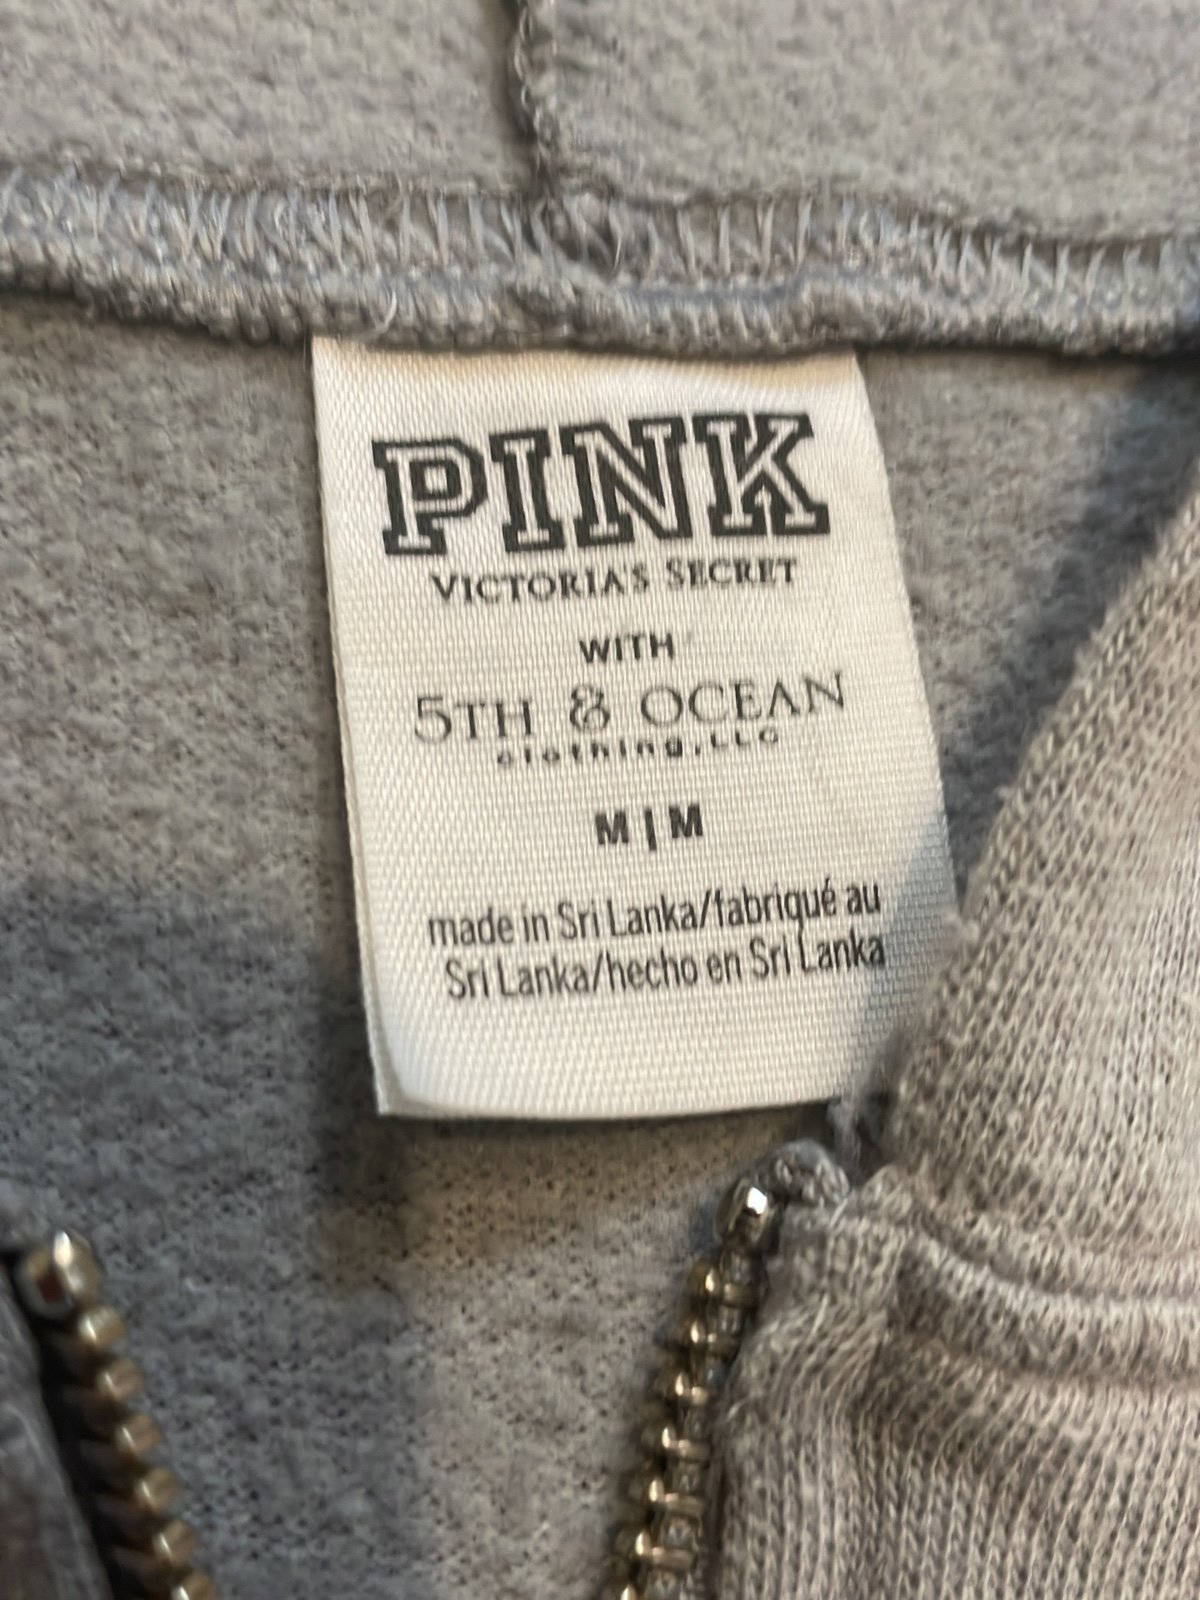 PINK
VICTORIA'S SECRET
WITH
5TH & OCEAN
clothing, LLC
M | M
made in Sri Lanka/fabriqué au
Sri Lanka/hecho en Sri Lanka